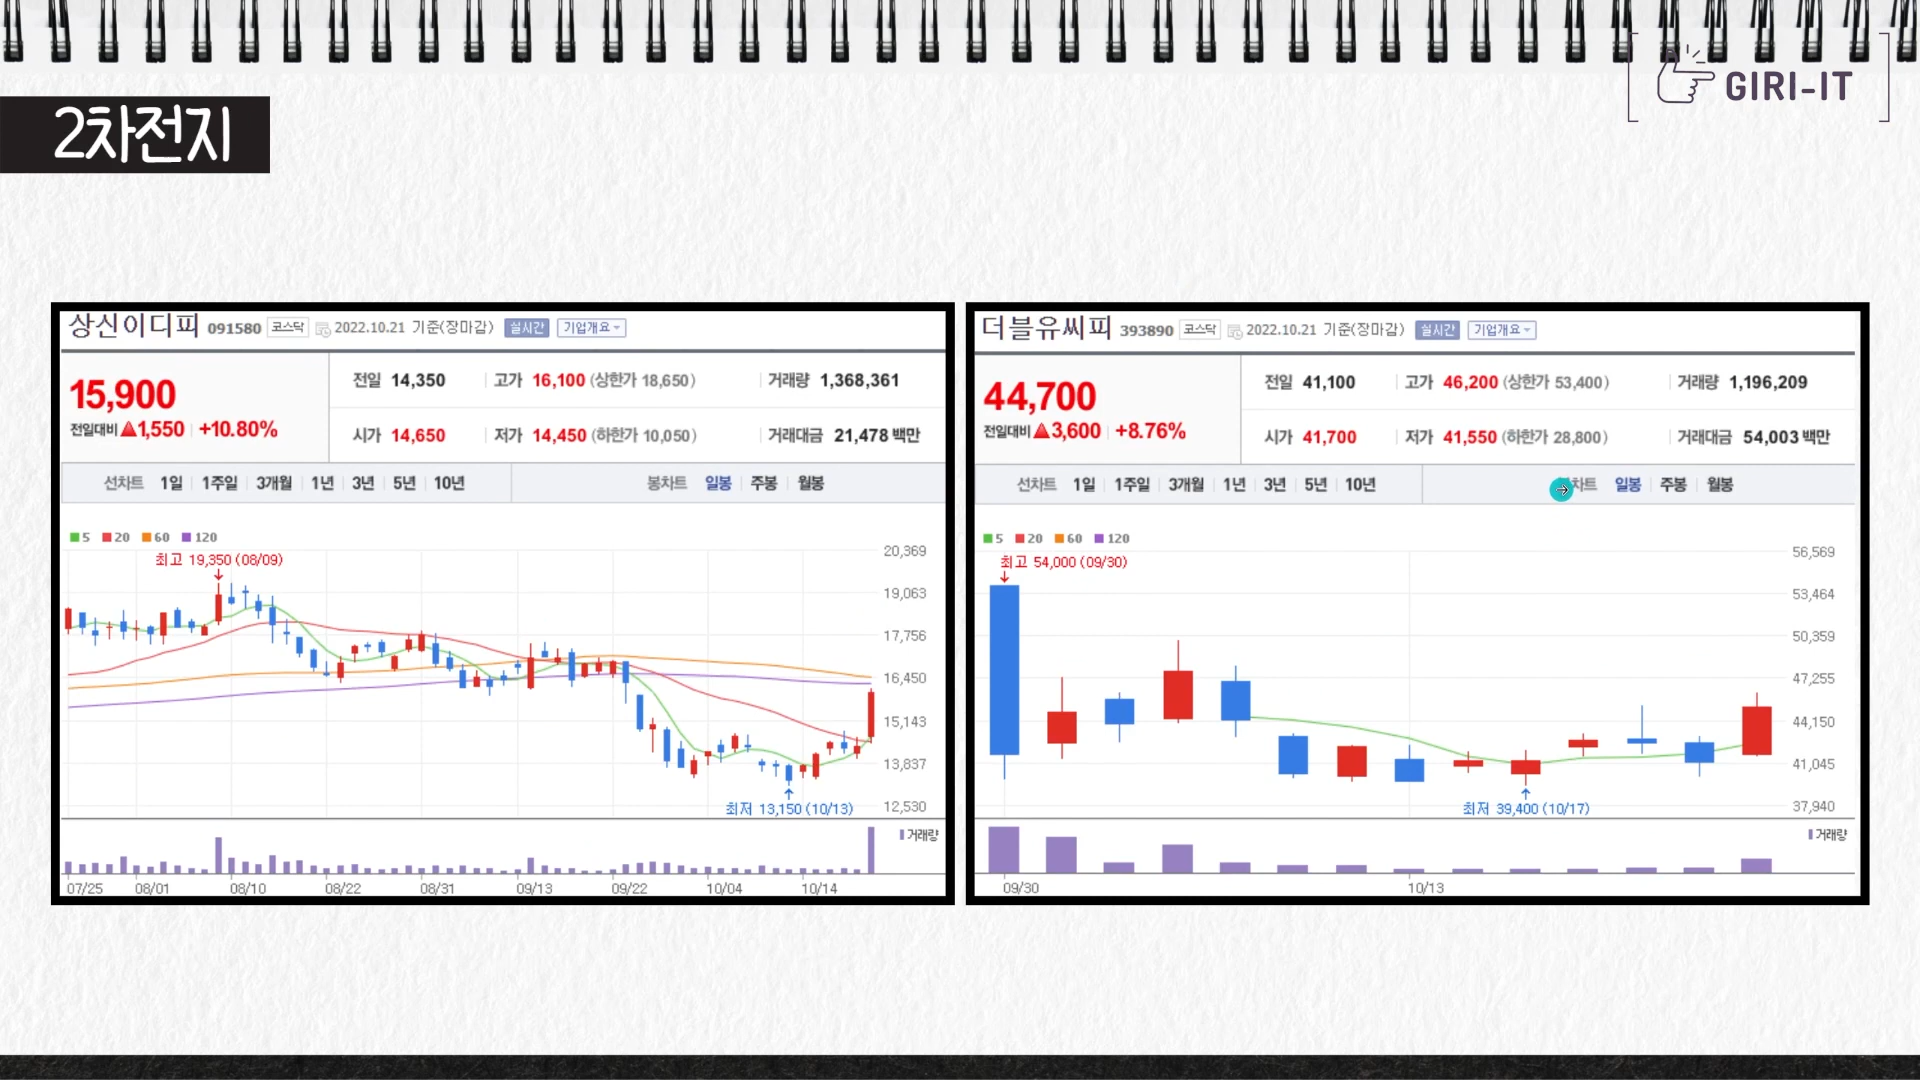 GIRI-IT
2차전지
상신이디피 091580 코스닥 2022.10.21 기준(장마감) 실시간 기업개요
15,900
전일대비 ▲1,550 +10.80%
전일 14,350 고가 16,100 (상한가 18,650) 거래량 1,368,361
시가 14,650 저가 14,450 (하한가 10,050) 거래대금 21,478 백만
선차트 1일 1주일 3개월 1년 3년 5년 10년 봉차트 일봉 주봉 월봉
5 20 60 120
최고 19,350 (08/09)
20,369
19,063
17,756
16,450
15,143
13,837
12,530
최저 13,150 (10/13)
거래량
07/25 08/01 08/10 08/22 08/31 09/13 09/22 10/04 10/14
더블유씨피 393890 코스닥 2022.10.21 기준(장마감) 실시간 기업개요
44,700
전일대비 ▲3,600 +8.76%
전일 41,100 고가 46,200 (상한가 53,400) 거래량 1,196,209
시가 41,700 저가 41,550 (하한가 28,800) 거래대금 54,003 백만
선차트 1일 1주일 3개월 1년 3년 5년 10년 차트 일봉 주봉 월봉
5 20 60 120
최고 54,000 (09/30)
56,569
53,464
50,359
47,255
44,150
41,045
37,940
최저 39,400 (10/17)
거래량
09/30 10/13